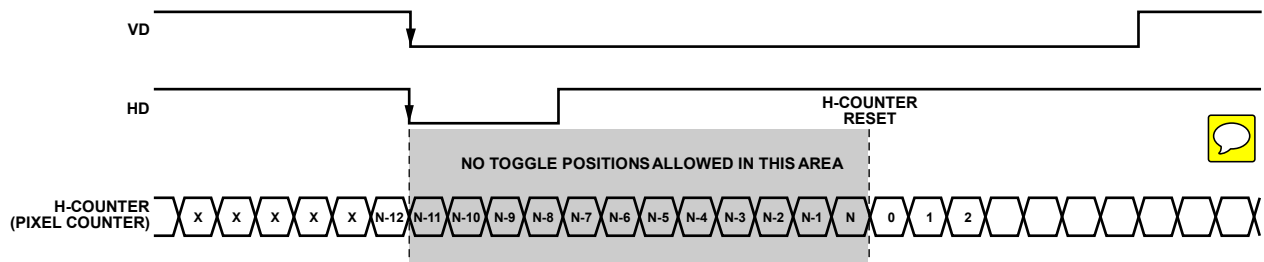 VD
HD
H-COUNTER
RESET
NO TOGGLE POSITIONS ALLOWED IN THIS AREA
H-COUNTER
(PIXEL COUNTER)
X X X X X N-12 N-11 N-10 N-9 N-8 N-7 N-6 N-5 N-4 N-3 N-2 N-1 N 0 1 2